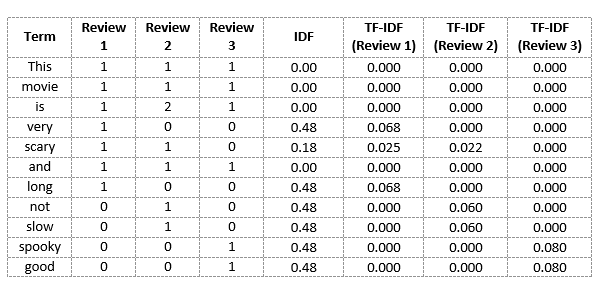 Term Review 1 Review 2 Review 3 IDF TF-IDF (Review 1) TF-IDF (Review 2) TF-IDF (Review 3)
This 1 1 1 0.00 0.000 0.000 0.000
movie 1 1 1 0.00 0.000 0.000 0.000
is 1 2 1 0.00 0.000 0.000 0.000
very 1 0 0 0.48 0.068 0.000 0.000
scary 1 1 0 0.18 0.025 0.022 0.000
and 1 1 1 0.00 0.000 0.000 0.000
long 1 0 0 0.48 0.068 0.000 0.000
not 0 1 0 0.48 0.000 0.060 0.000
slow 0 1 0 0.48 0.000 0.060 0.000
spooky 0 0 1 0.48 0.000 0.000 0.080
good 0 0 1 0.48 0.000 0.000 0.080